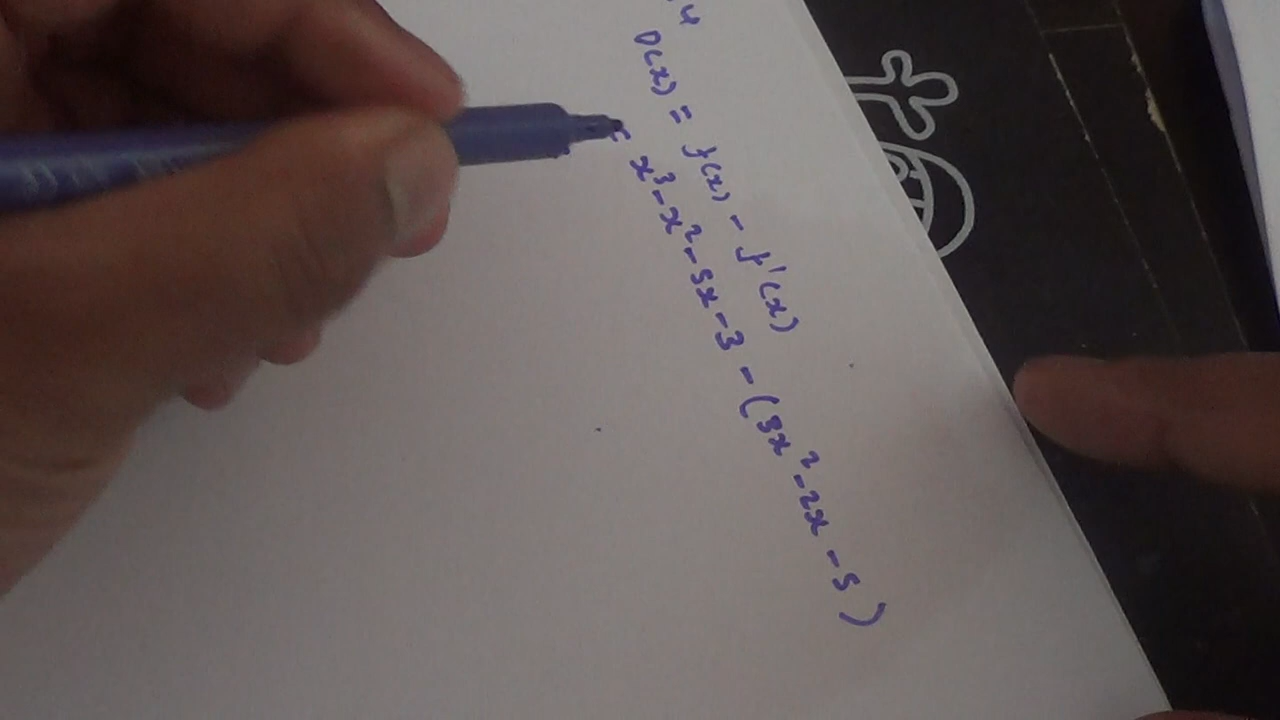 D(x) = f(x) - f'(x)
= x³ - x² - 5x - 3 - (3x² - 2x - 5)